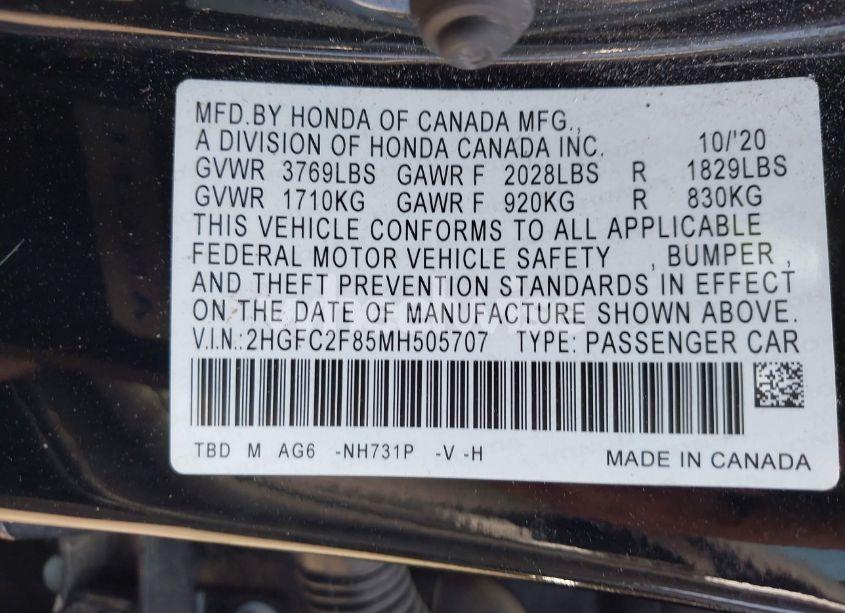 MFD.BY HONDA OF CANADA MFG.,
A DIVISION OF HONDA CANADA INC. 10/'20
GVWR 3769LBS GAWR F 2028LBS R 1829LBS
GVWR 1710KG GAWR F 920KG R 830KG
THIS VEHICLE CONFORMS TO ALL APPLICABLE
FEDERAL MOTOR VEHICLE SAFETY , BUMPER ,
AND THEFT PREVENTION STANDARDS IN EFFECT
ON THE DATE OF MANUFACTURE SHOWN ABOVE.
V.I.N.:2HGFC2F85MH505707 TYPE: PASSENGER CAR
TBD M AG6 -NH731P -V -H MADE IN CANADA